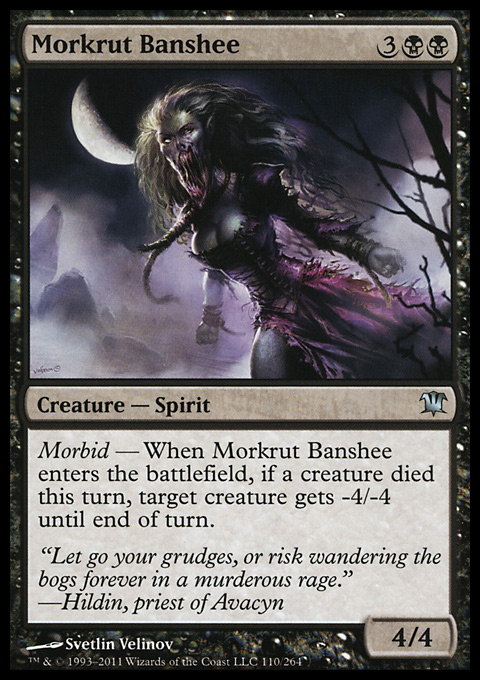 Morkrut Banshee 3
Creature — Spirit
Morbid — When Morkrut Banshee
enters the battlefield, if a creature died
this turn, target creature gets -4/-4
until end of turn.
“Let go your grudges, or risk wandering the
bogs forever in a murderous rage.”
—Hildin, priest of Avacyn
4/4
Svetlin Velinov
™ & © 1993–2011 Wizards of the Coast LLC 110/264